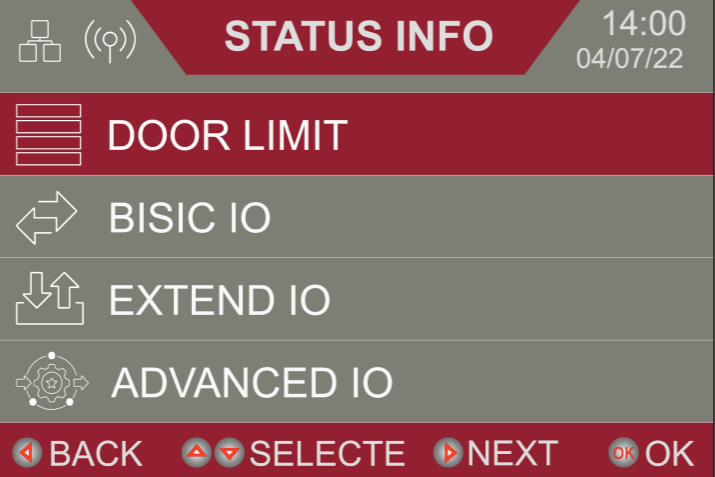 STATUS INFO
14:00
04/07/22
DOOR LIMIT
BISIC IO
EXTEND IO
ADVANCED IO
BACK SELECTE NEXT OK OK